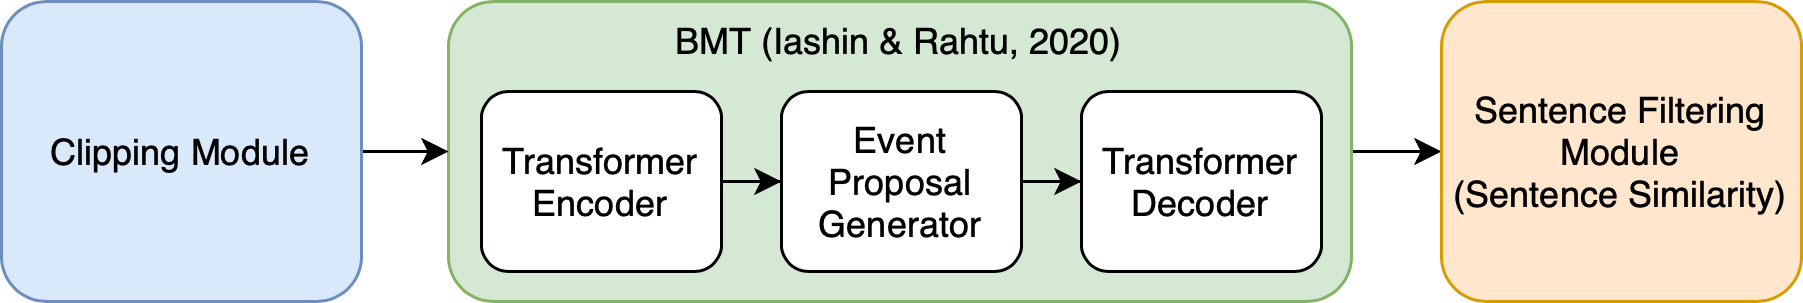 Clipping Module
BMT (Iashin & Rahtu, 2020)
Transformer
Encoder
Event
Proposal
Generator
Transformer
Decoder
Sentence Filtering
Module
(Sentence Similarity)